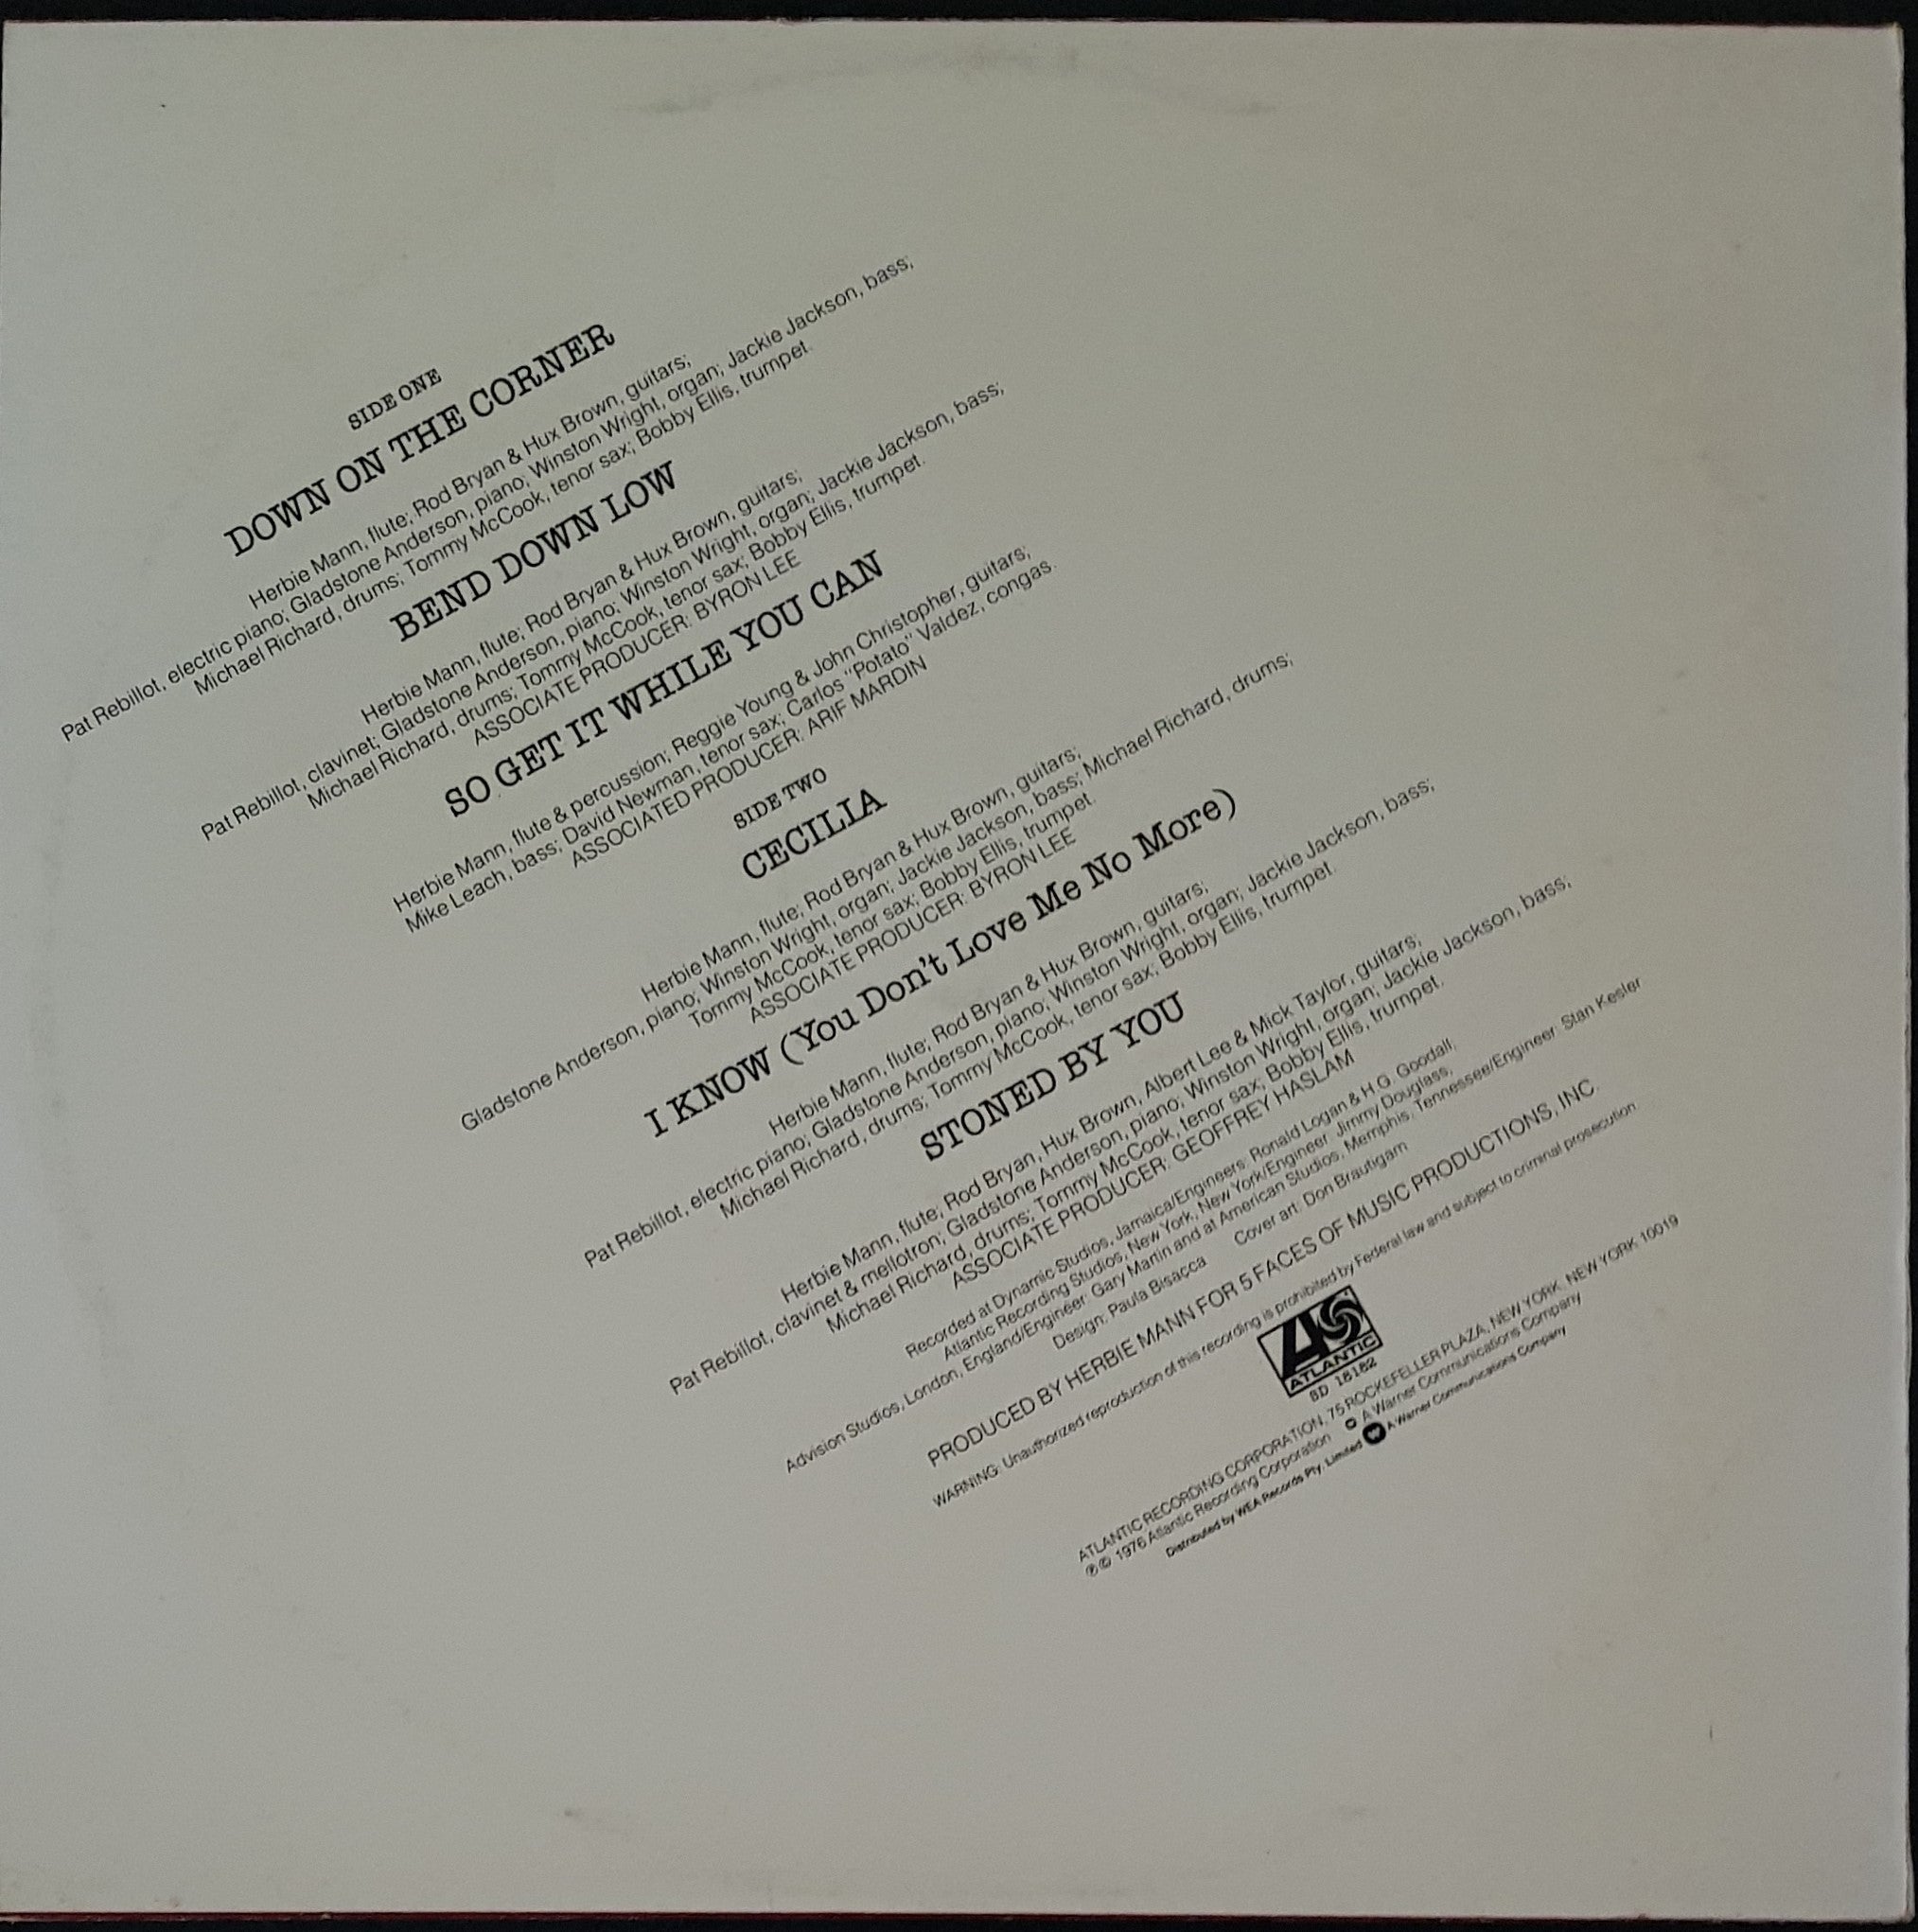 SIDE ONE
DOWN ON THE CORNER
Herbie Mann, flute; Rod Bryan & Hux Brown, guitars;
Pat Rebillot, electric piano; Gladstone Anderson, piano; Winston Wright, organ; Jackie Jackson, bass;
Michael Richard, drums; Tommy McCook, tenor sax; Bobby Ellis, trumpet.
BEND DOWN LOW
Herbie Mann, flute; Rod Bryan & Hux Brown, guitars;
Pat Rebillot, clavinet; Gladstone Anderson, piano; Winston Wright, organ; Jackie Jackson, bass;
Michael Richard, drums; Tommy McCook, tenor sax; Bobby Ellis, trumpet.
ASSOCIATE PRODUCER: BYRON LEE
SO GET IT WHILE YOU CAN
Herbie Mann, flute & percussion; Reggie Young & John Christopher, guitars;
Mike Leach, bass; David Newman, tenor sax; Carlos "Potato" Valdez, congas.
ASSOCIATED PRODUCER: ARIF MARDIN
SIDE TWO
CECILIA
Herbie Mann, flute; Rod Bryan & Hux Brown, guitars;
Gladstone Anderson, piano; Winston Wright, organ; Jackie Jackson, bass; Michael Richard, drums;
Tommy McCook, tenor sax; Bobby Ellis, trumpet.
ASSOCIATE PRODUCER: BYRON LEE
I KNOW (You Don't Love Me No More)
Herbie Mann, flute; Rod Bryan & Hux Brown, guitars;
Pat Rebillot, electric piano; Gladstone Anderson, piano; Winston Wright, organ; Jackie Jackson, bass;
Michael Richard, drums; Tommy McCook, tenor sax; Bobby Ellis, trumpet.
STONED BY YOU
Herbie Mann, flute; Rod Bryan, Hux Brown, Albert Lee & Mick Taylor, guitars;
Pat Rebillot, clavinet & mellotron; Gladstone Anderson, piano; Winston Wright, organ; Jackie Jackson, bass;
Michael Richard, drums; Tommy McCook, tenor sax; Bobby Ellis, trumpet.
ASSOCIATE PRODUCER: GEOFFREY HASLAM
Recorded at Dynamic Studios, Jamaica/Engineers: Ronald Logan & H.G. Goodall;
Atlantic Recording Studios, New York, New York/Engineer: Jimmy Douglass;
Advision Studios, London, England/Engineer: Gary Martin and at American Studios, Memphis, Tennessee/Engineer: Stan Kesler
Design: Paula Bisacca Cover art: Don Brautigam
PRODUCED BY HERBIE MANN FOR 5 FACES OF MUSIC PRODUCTIONS, INC.
WARNING: Unauthorized reproduction of this recording is prohibited by Federal law and subject to criminal prosecution.
ATLANTIC
SD 18182
ATLANTIC RECORDING CORPORATION, 75 ROCKEFELLER PLAZA, NEW YORK, NEW YORK 10019
℗ © 1976 Atlantic Recording Corporation A Warner Communications Company
Distributed by WEA Records Pty. Limited A Warner Communications Company